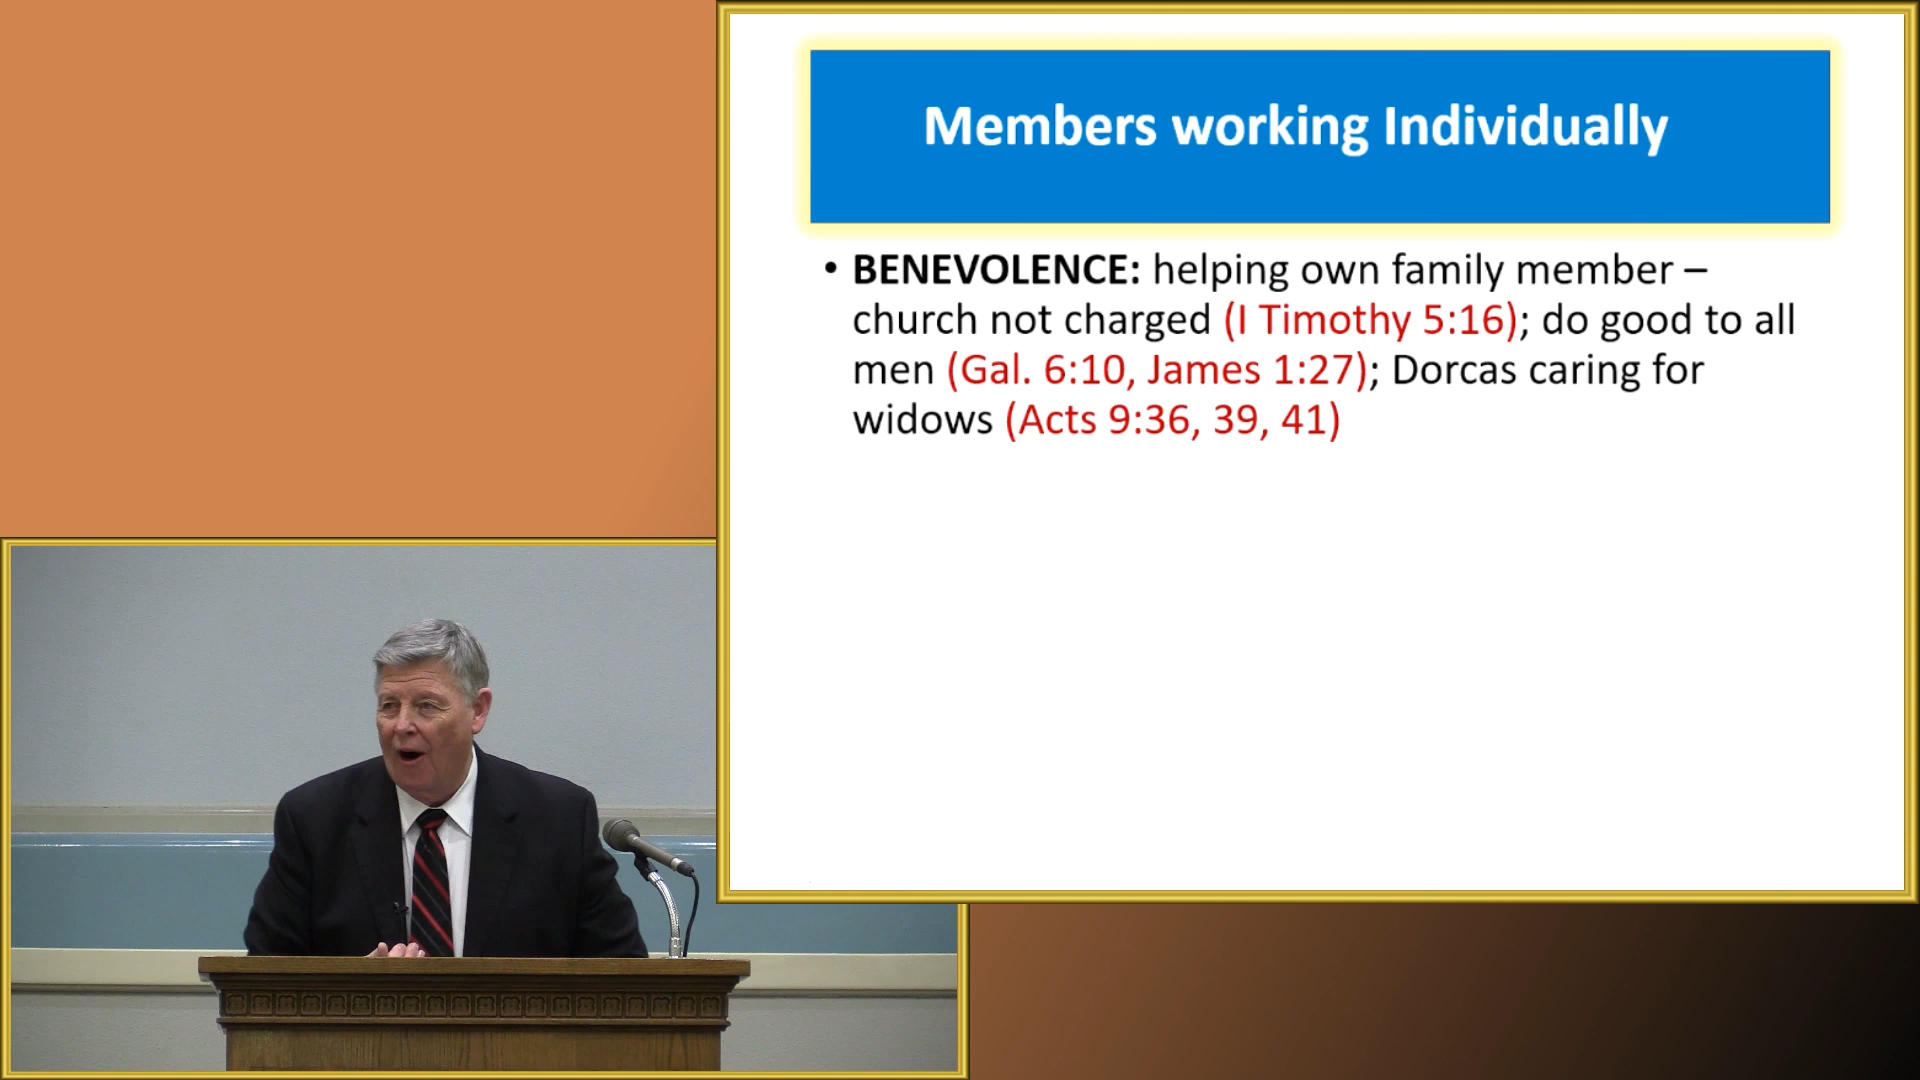 Members working Individually
• BENEVOLENCE: helping own family member –
church not charged (I Timothy 5:16); do good to all
men (Gal. 6:10, James 1:27); Dorcas caring for
widows (Acts 9:36, 39, 41)